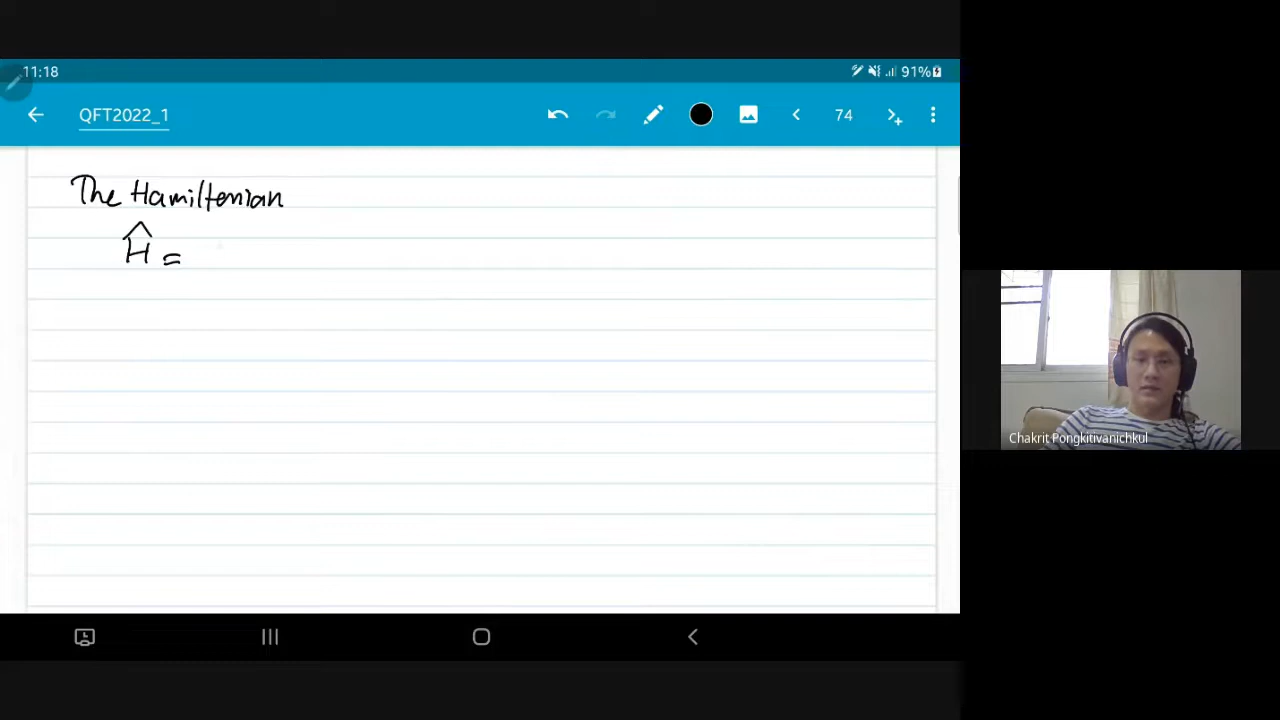 11:18
91%
QFT2022_1
74
The Hamiltonian
Ĥ =
Chakrit Pongkitivanichkul